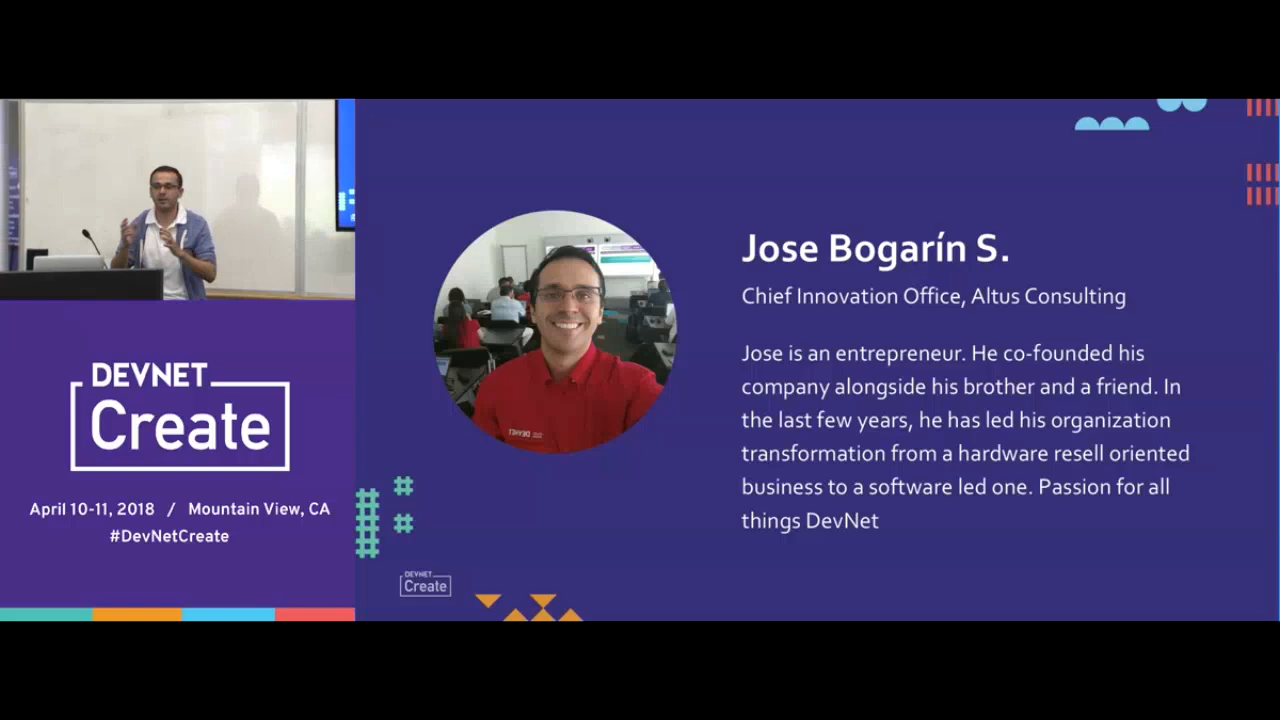 DEVNET
Create
April 10-11, 2018 / Mountain View, CA
#DevNetCreate
Jose Bogarín S.
Chief Innovation Office, Altus Consulting
Jose is an entrepreneur. He co-founded his
company alongside his brother and a friend. In
the last few years, he has led his organization
transformation from a hardware resell oriented
business to a software led one. Passion for all
things DevNet
DEVNET
Create